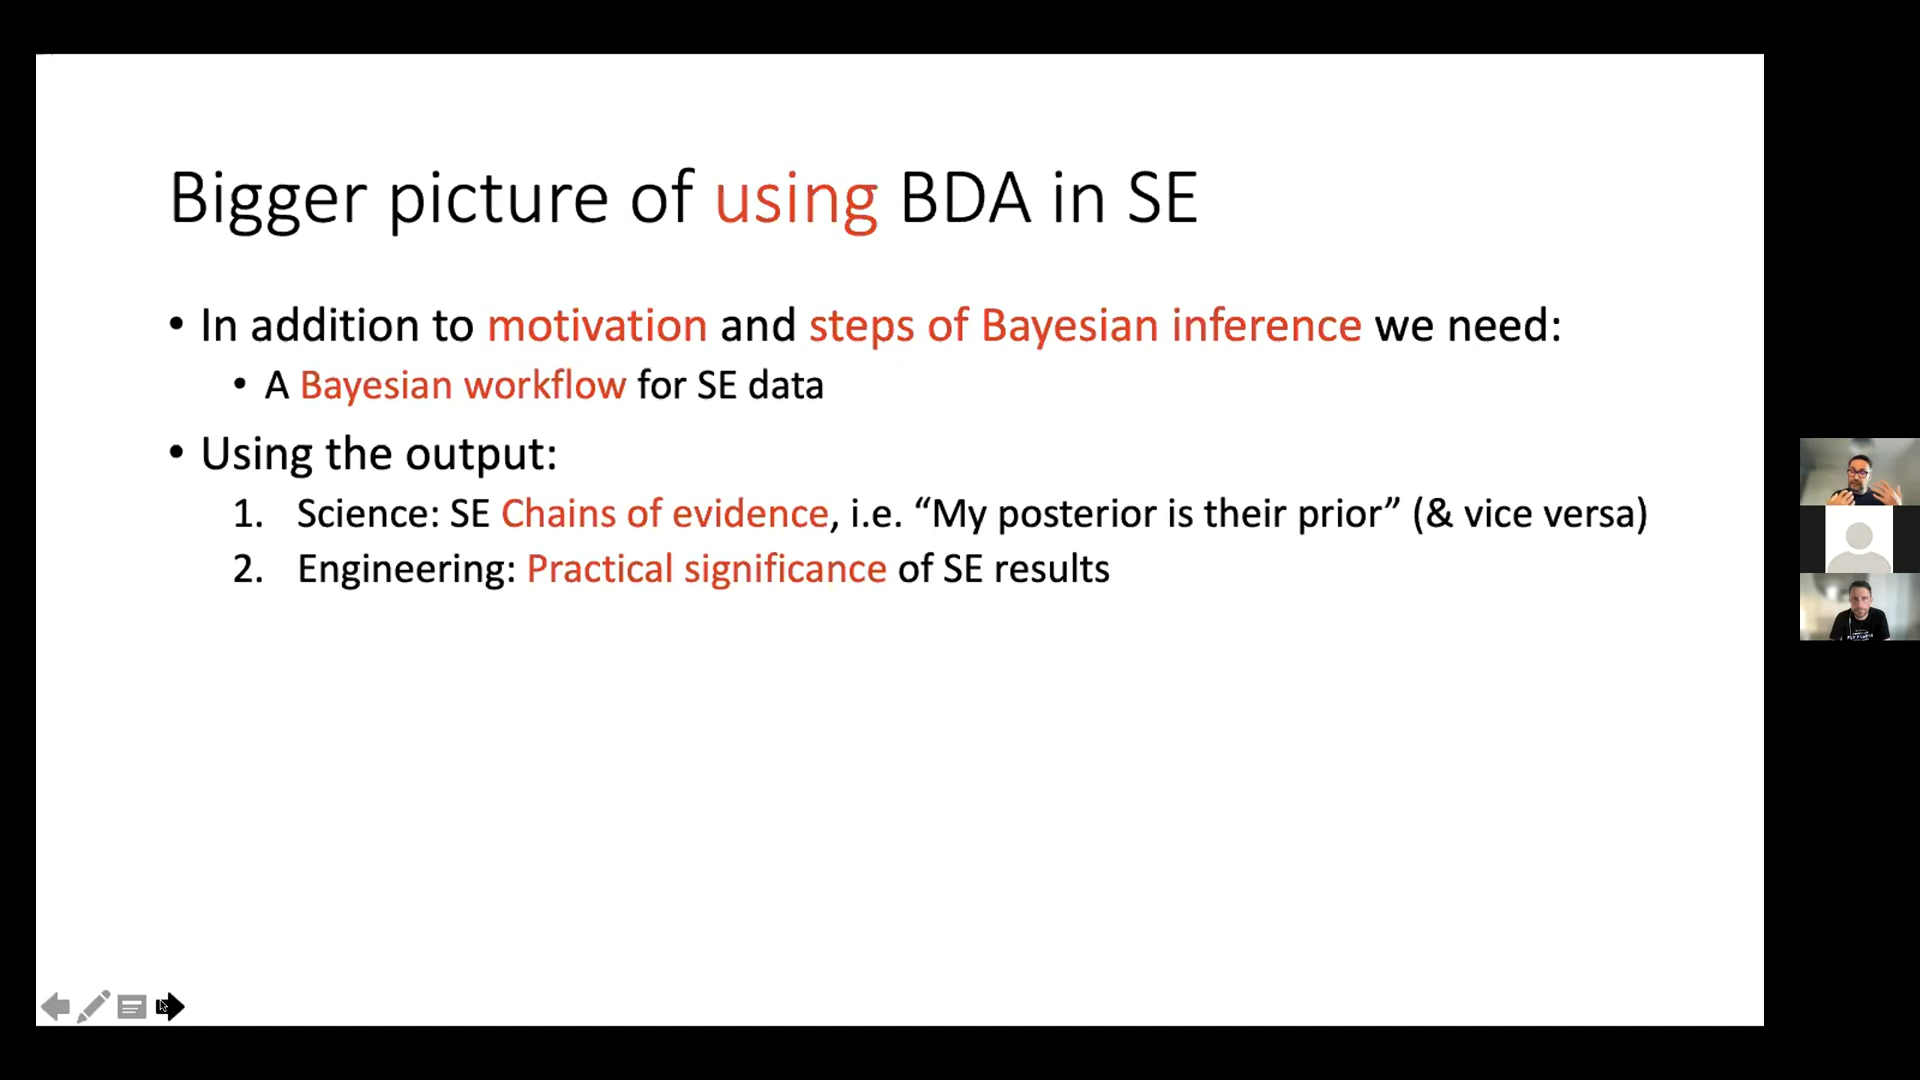 Bigger picture of using BDA in SE
• In addition to motivation and steps of Bayesian inference we need:
• A Bayesian workflow for SE data
• Using the output:
1. Science: SE Chains of evidence, i.e. “My posterior is their prior” (& vice versa)
2. Engineering: Practical significance of SE results